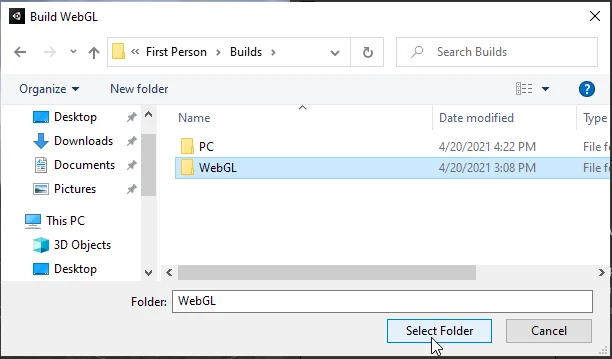 Build WebGL
« First Person > Builds >
Search Builds
Organize
New folder
Desktop
Downloads
Documents
Pictures
This PC
3D Objects
Desktop
Name
Date modified
Type
PC
4/20/2021 4:22 PM
File f
WebGL
4/20/2021 3:08 PM
File f
Folder:
WebGL
Select Folder
Cancel